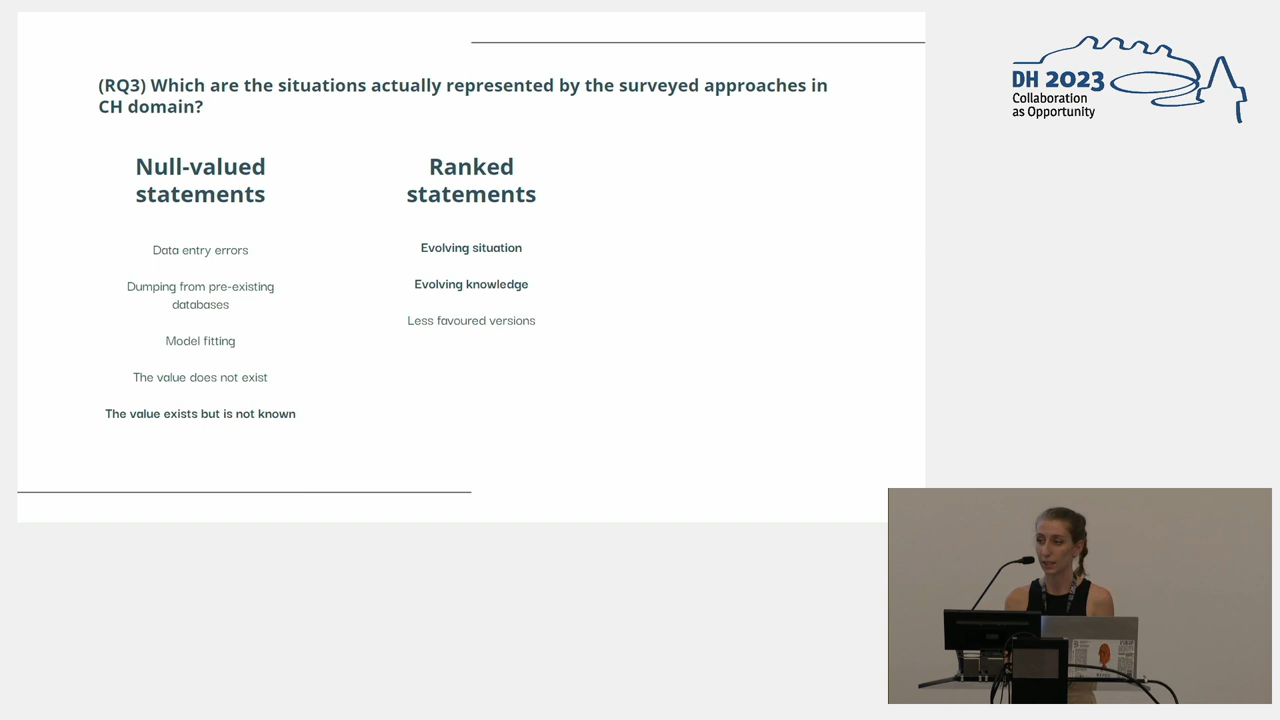 (RQ3) Which are the situations actually represented by the surveyed approaches in
CH domain?
Null-valued
statements
Data entry errors
Dumping from pre-existing
databases
Model fitting
The value does not exist
The value exists but is not known
Ranked
statements
Evolving situation
Evolving knowledge
Less favoured versions
DH 2023
Collaboration
as Opportunity